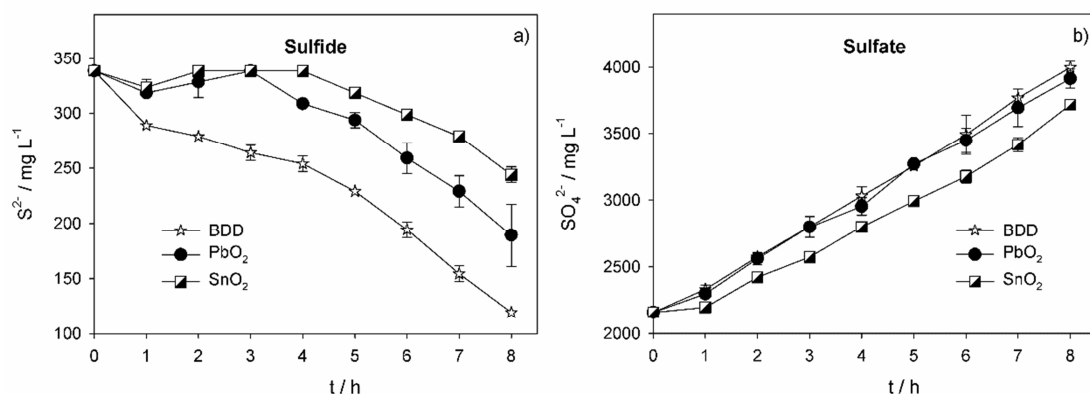 Sulfide
a)
350
300
250
200
150
100
S²⁻ / mg L⁻¹
BDD
PbO₂
SnO₂
0 1 2 3 4 5 6 7 8
t / h
Sulfate
b)
4000
3500
3000
2500
2000
SO₄²⁻ / mg L⁻¹
BDD
PbO₂
SnO₂
0 1 2 3 4 5 6 7 8
t / h